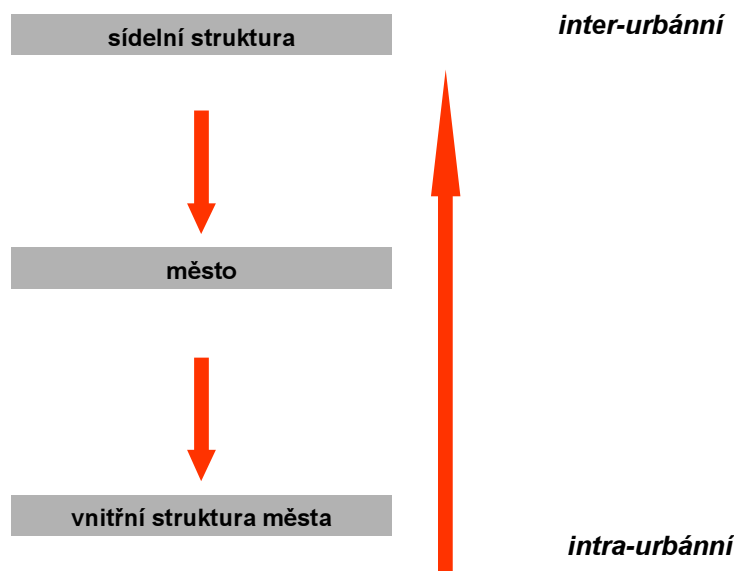 sídelní struktura
inter-urbánní
město
vnitřní struktura města
intra-urbánní